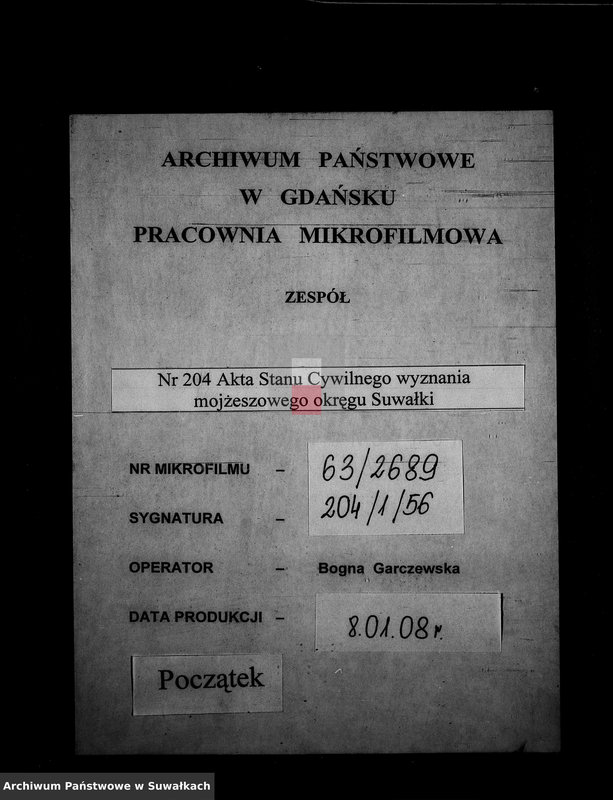 ARCHIWUM PAŃSTWOWE
W GDAŃSKU
PRACOWNIA MIKROFILMOWA
ZESPÓŁ
Nr 204 Akta Stanu Cywilnego wyznania
mojżeszowego okręgu Suwałki
NR MIKROFILMU – 63/2689
SYGNATURA – 204/1/56
OPERATOR – Bogna Garczewska
DATA PRODUKCJI – 8.01.08r.
Początek
Archiwum Państwowe w Suwałkach